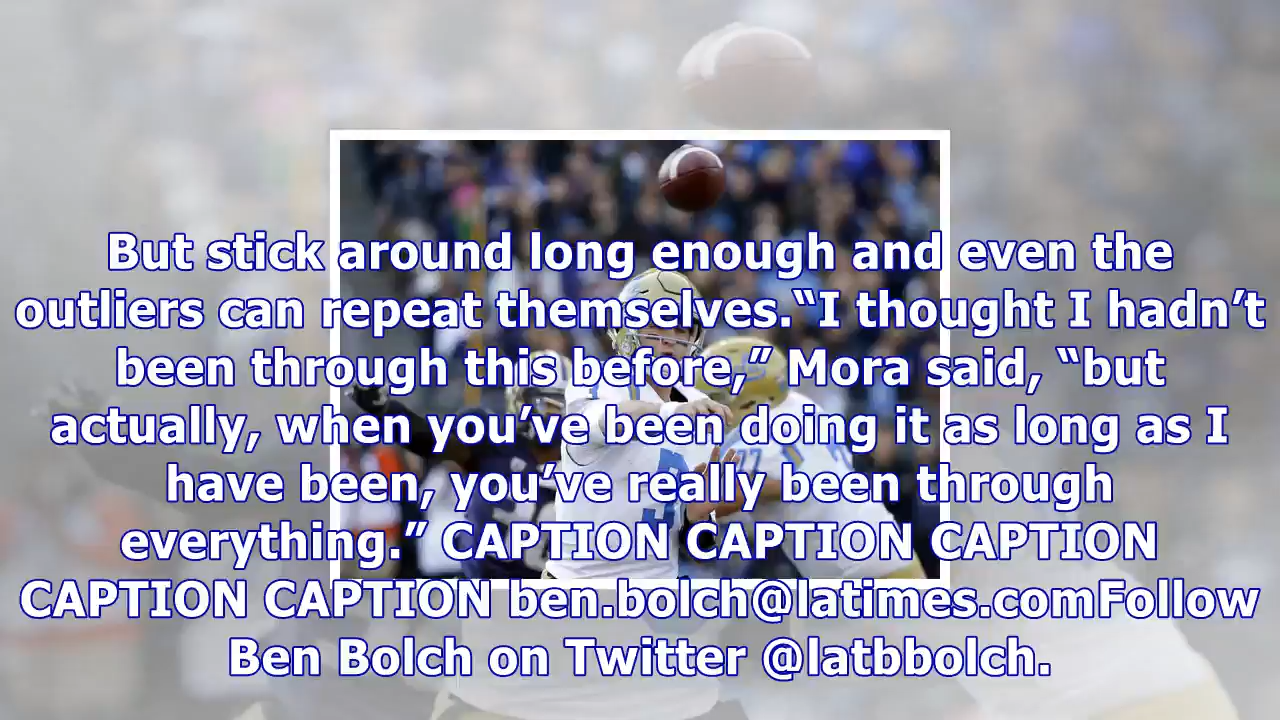 But stick around long enough and even the
outliers can repeat themselves.“I thought I hadn’t
been through this before,” Mora said, “but
actually, when you’ve been doing it as long as I
have been, you’ve really been through
everything.” CAPTION CAPTION CAPTION
CAPTION CAPTION ben.bolch@latimes.comFollow
Ben Bolch on Twitter @latbbolch.
77